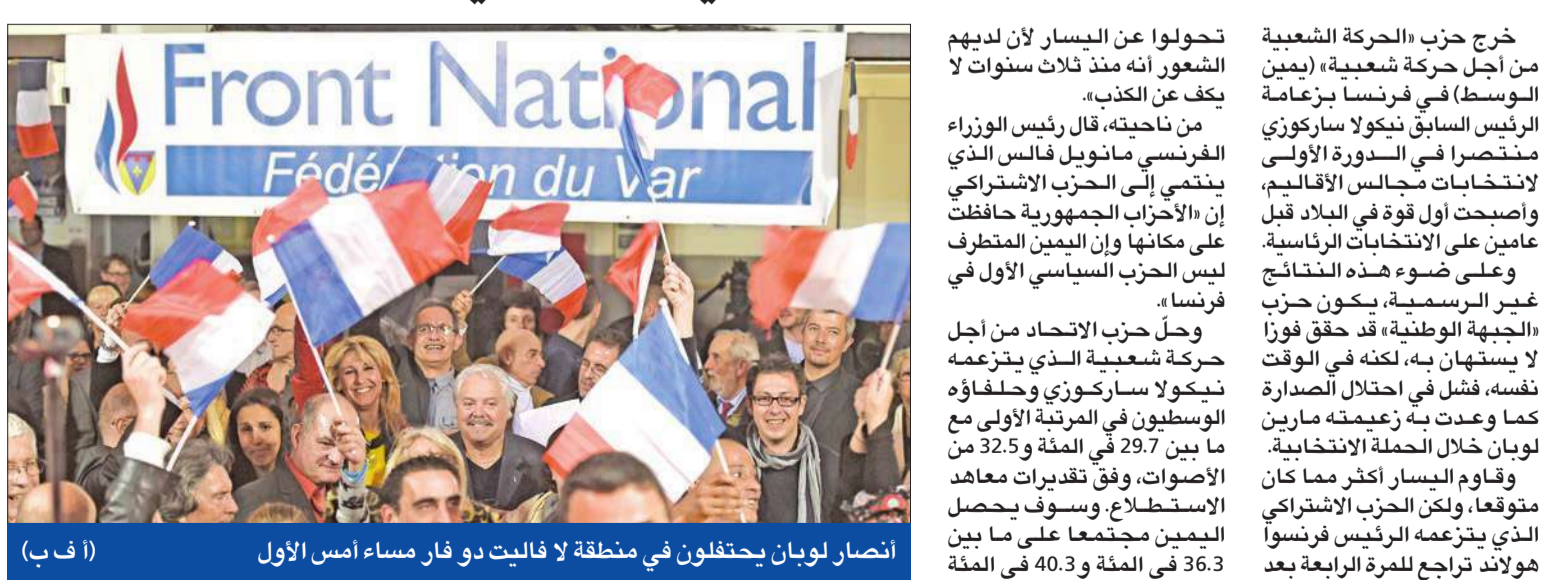 خرج حزب «الحركة الشعبية
من أجل حركة شعبية» (يمين
الوسط) في فرنسا بزعامة
الرئيس السابق نيكولا ساركوزي
منتصرا في الدورة الأولى
لانتخابات مجالس الأقاليم،
وأصبحت أول قوة في البلاد قبل
عامين على الانتخابات الرئاسية.
وعلى ضوء هذه النتائج
غير الرسمية، يكون حزب
«الجبهة الوطنية» قد حقق فوزا
لا يستهان به، لكنه في الوقت
نفسه، فشل في احتلال الصدارة
كما وعدت به زعيمته مارين
لوبان خلال الحملة الانتخابية.
وقاوم اليسار أكثر مما كان
متوقعا، ولكن الحزب الاشتراكي
الذي يتزعمه الرئيس فرنسوا
هولاند تراجع للمرة الرابعة بعد
تحولوا عن اليسار لأن لديهم
الشعور أنه منذ ثلاث سنوات لا
يكف عن الكذب».
من ناحيته، قال رئيس الوزراء
الفرنسي مانويل فالس الذي
ينتمي إلى الحزب الاشتراكي
إن «الأحزاب الجمهورية حافظت
على مكانها وإن اليمين المتطرف
ليس الحزب السياسي الأول في
فرنسا».
وحلّ حزب الاتحاد من أجل
حركة شعبية الذي يتزعمه
نيكولا ساركوزي وحلفاؤه
الوسطيون في المرتبة الأولى مع
ما بين 29.7 في المئة و32.5 من
الأصوات، وفق تقديرات معاهد
الاستطلاع. وسوف يحصل
اليمين مجتمعا على ما بين
36.3 في المئة و40.3 في المئة
Front National
Fédération du Var
أنصار لوبان يحتفلون في منطقة لا فاليت دو فار مساء أمس الأول (أ ف ب)